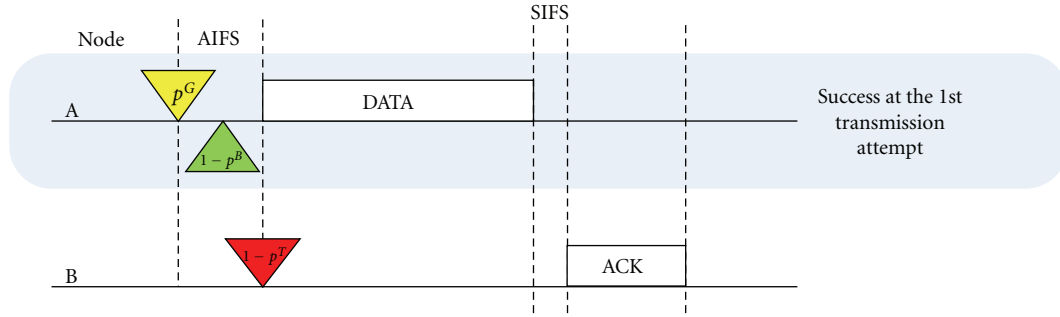 SIFS
Node
AIFS
p^G
A
DATA
Success at the 1st
transmission
attempt
1 − p^B
1 − p^T
B
ACK